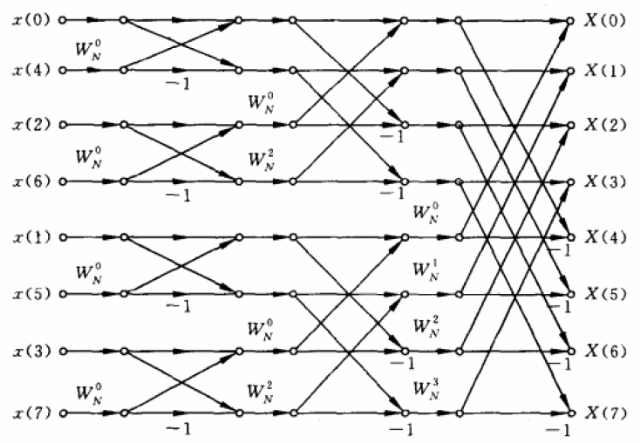 x(0) X(0)
W_N^0
x(4) -1 X(1)
W_N^0
x(2) -1 X(2)
W_N^0 W_N^2
x(6) -1 -1 X(3)
W_N^0
x(1) -1 X(4)
W_N^0 W_N^1
x(5) -1 -1 X(5)
W_N^0 W_N^2
x(3) -1 -1 X(6)
W_N^0 W_N^2 W_N^3
x(7) -1 -1 -1 X(7)